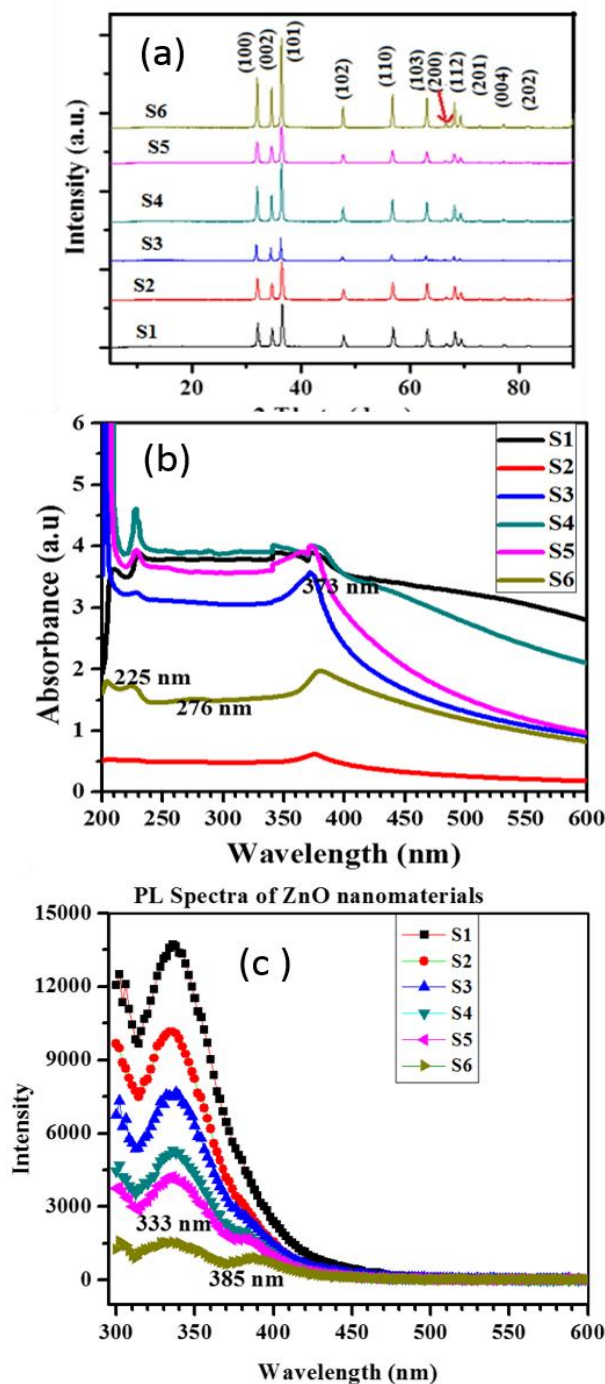 (a)
(100)
(002)
(101)
(102)
(110)
(103)
(200)
(112)
(201)
(004)
(202)
Intensity (a.u.)
S6
S5
S4
S3
S2
S1
20 40 60 80
(b)
6
5
4
3
2
1
0
Absorbance (a.u)
S1
S2
S3
S4
S5
S6
373 nm
225 nm
276 nm
200 250 300 350 400 450 500 550 600
Wavelength (nm)
PL Spectra of ZnO nanomaterials
(c )
15000
12000
9000
6000
3000
0
Intensity
S1
S2
S3
S4
S5
S6
333 nm
385 nm
300 350 400 450 500 550 600
Wavelength (nm)